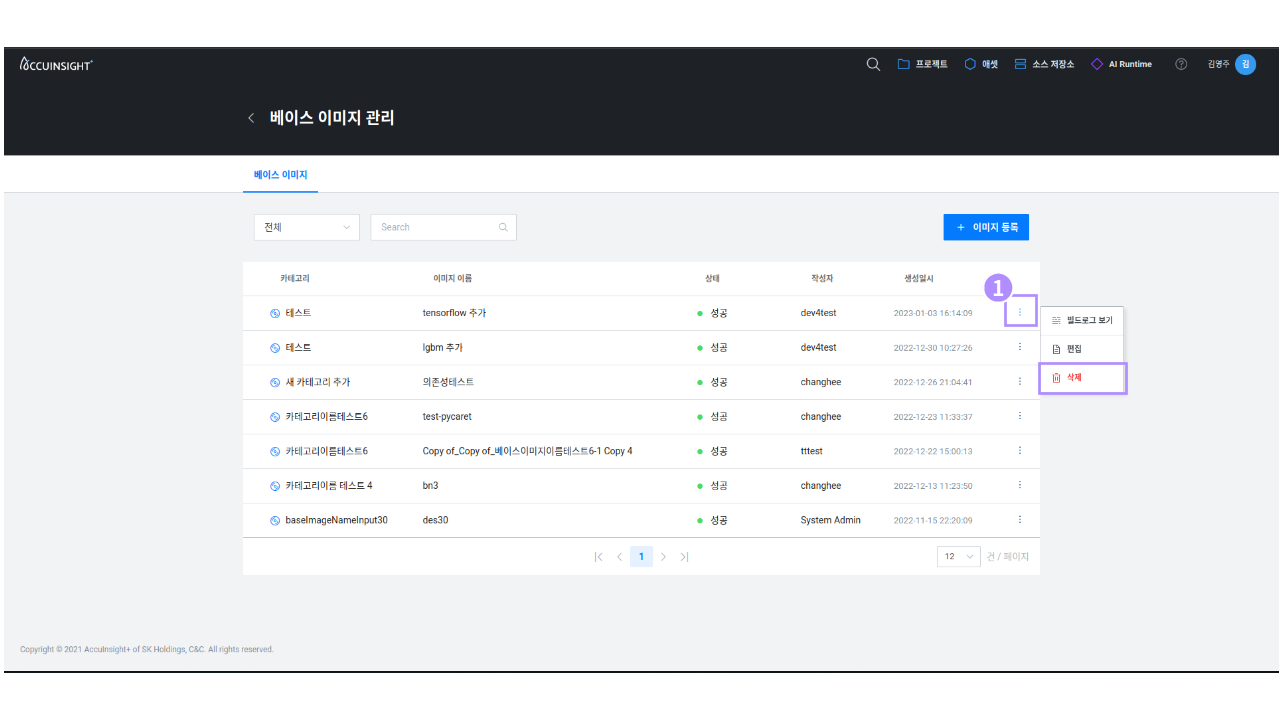 ACCUINSIGHT+
프로젝트 애셋 소스 저장소 AI Runtime 김영주 김
베이스 이미지 관리
베이스 이미지
전체 Search + 이미지 등록
카테고리 이미지 이름 상태 작성자 생성일시
1
테스트 tensorflow 추가 성공 dev4test 2023-01-03 16:14:09
빌드로그 보기
테스트 lgbm 추가 성공 dev4test 2022-12-30 10:27:26
편집
새 카테고리 추가 의존성테스트 성공 changhee 2022-12-26 21:04:41
삭제
카테고리이름테스트6 test-pycaret 성공 changhee 2022-12-23 11:33:37
카테고리이름테스트6 Copy of_Copy of_베이스이미지이름테스트6-1 Copy 4 성공 tttest 2022-12-22 15:00:13
카테고리이름 테스트 4 bn3 성공 changhee 2022-12-13 11:23:50
baseImageNameInput30 des30 성공 System Admin 2022-11-15 22:20:09
1 12 건 / 페이지
Copyright © 2021 AccuInsight+ of SK Holdings, C&C. All rights reserved.